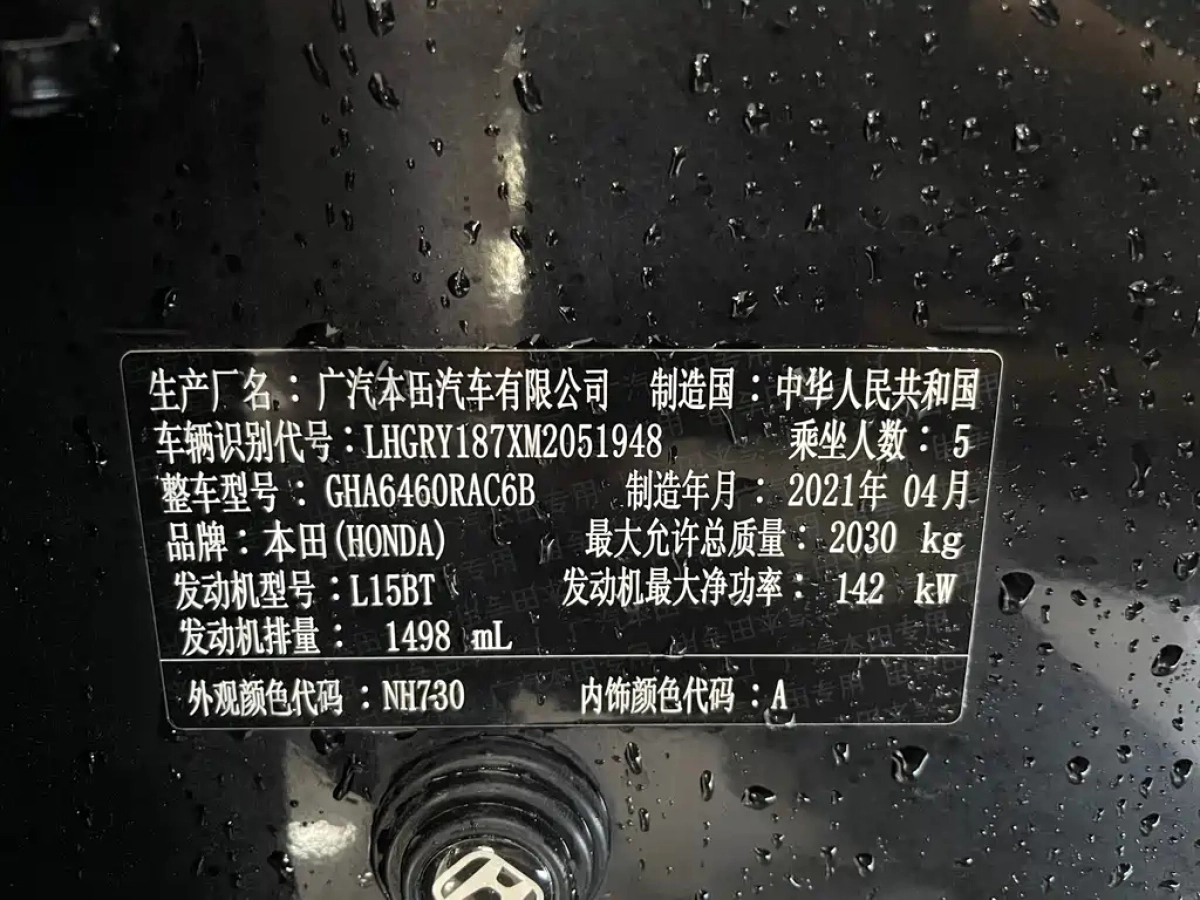 生产厂名：广汽本田汽车有限公司 制造国：中华人民共和国
车辆识别代号：LHGRY187XM2051948 乘坐人数：5
整车型号：GHA6460RAC6B 制造年月：2021年 04月
品牌：本田(HONDA) 最大允许总质量：2030 kg
发动机型号：L15BT 发动机最大净功率：142 kW
发动机排量：1498 mL
外观颜色代码：NH730 内饰颜色代码：A